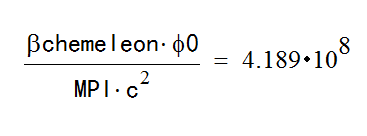 βchemeleon·ϕ0
MPl·c² = 4.189•10⁸